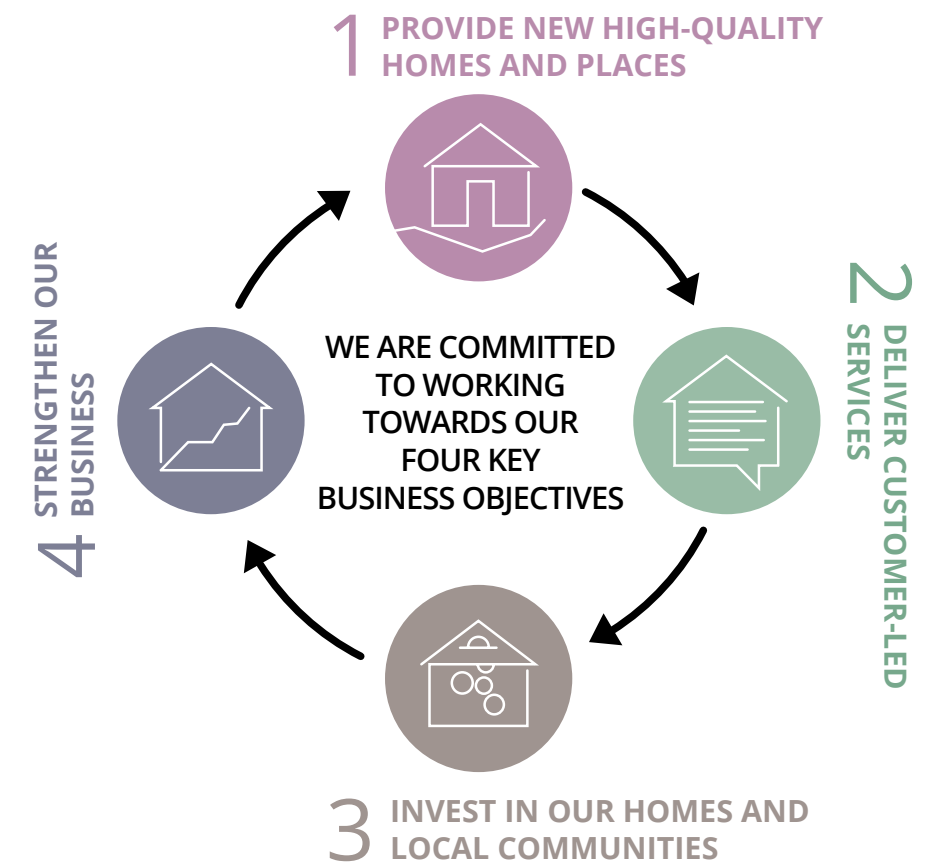 1 PROVIDE NEW HIGH-QUALITY
HOMES AND PLACES
2 DELIVER CUSTOMER-LED
SERVICES
3 INVEST IN OUR HOMES AND
LOCAL COMMUNITIES
4 STRENGTHEN OUR
BUSINESS
WE ARE COMMITTED
TO WORKING
TOWARDS OUR
FOUR KEY
BUSINESS OBJECTIVES